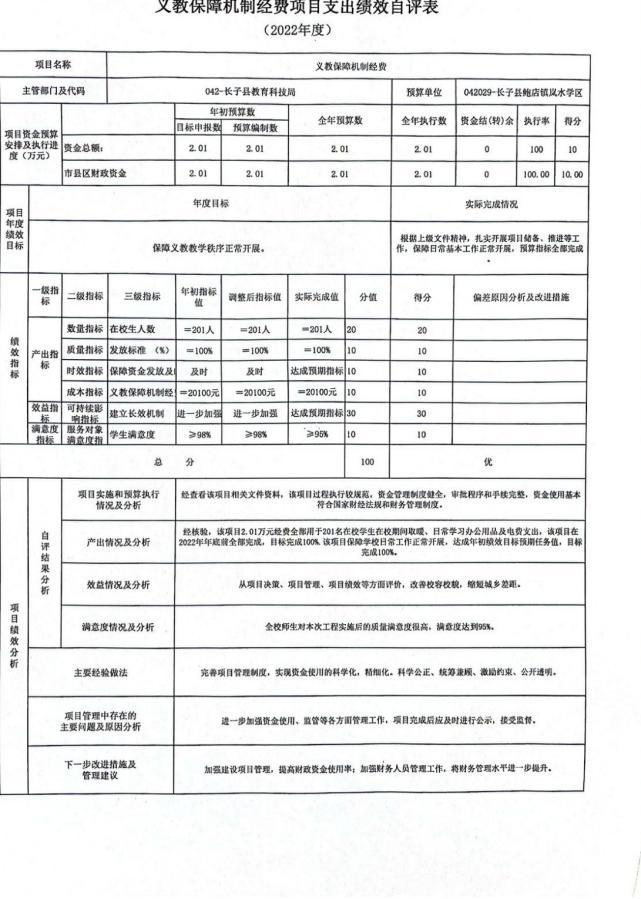 义教保障机制经费项目支出绩效自评表
（2022年度）
项目名称 义教保障机制经费
主管部门及代码 042-长子县教育科技局 预算单位 042029-长子县鲍店镇岚水学区
项目资金预算安排及执行进度（万元） 年初预算数 全年预算数 全年执行数 资金结(转)余 执行率 得分
目标申报数 预算编制数
资金总额： 2.01 2.01 2.01 2.01 0 100 10
市县区财政资金 2.01 2.01 2.01 2.01 0 100.00 10.00
项目年度绩效目标 年度目标 实际完成情况
保障义教教学秩序正常开展。 根据上级文件精神，扎实开展项目储备、推进等工作，保障日常基本工作正常开展，预算指标全部完成。
绩效指标 一级指标 二级指标 三级指标 年初指标值 调整后指标值 实际完成值 分值 得分 偏差原因分析及改进措施
产出指标 数量指标 在校生人数 =201人 =201人 =201人 20 20
质量指标 发放标准（%） =100% =100% =100% 10 10
时效指标 保障资金发放及 及时 及时 达成预期指标 10 10
成本指标 义教保障机制经 =20100元 =20100元 =20100元 10 10
效益指标 可持续影响指标 建立长效机制 进一步加强 进一步加强 达成预期指标 30 30
满意度指标 服务对象满意度指 学生满意度 ≥98% ≥98% ≥95% 10 10
总 分 100 优
项目绩效分析 自评结果分析 项目实施和预算执行情况及分析 经查看该项目相关文件资料，该项目过程执行较规范，资金管理制度健全，审批程序和手续完整，资金使用基本符合国家财经法规和财务管理制度。
产出情况及分析 经核验，该项目2.01万元经费全部用于201名在校学生在校期间取暖、日常学习办公用品及电费支出，该项目在2022年年底前全部完成，目标完成100%.该项目保障学校日常工作正常开展，达成年初绩效目标预期任务值，目标完成100%。
效益情况及分析 从项目决策、项目管理、项目绩效等方面评价，改善校容校貌，缩短城乡差距。
满意度情况及分析 全校师生对本次工程实施后的质量满意度很高，满意度达到95%。
主要经验做法 完善项目管理制度，实现资金使用的科学化，精细化。科学公正、统筹兼顾、激励约束、公开透明。
项目管理中存在的主要问题及原因分析 进一步加强资金使用、监管等各方面管理工作，项目完成后应及时进行公示，接受监督。
下一步改进措施及管理建议 加强建设项目管理，提高财政资金使用率；加强财务人员管理工作，将财务管理水平进一步提升。